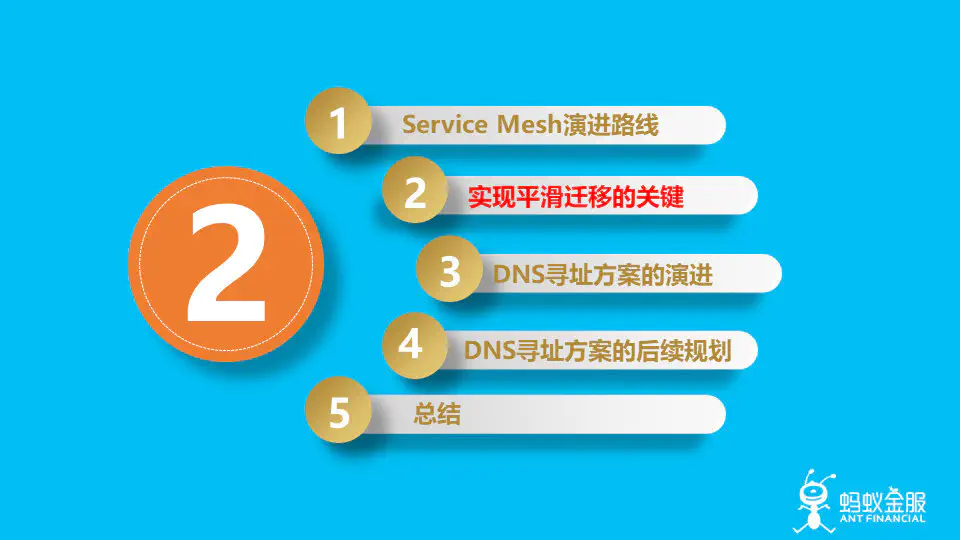 2
1
Service Mesh演进路线
2
实现平滑迁移的关键
3
DNS寻址方案的演进
4
DNS寻址方案的后续规划
5
总结
蚂蚁金服
ANT FINANCIAL